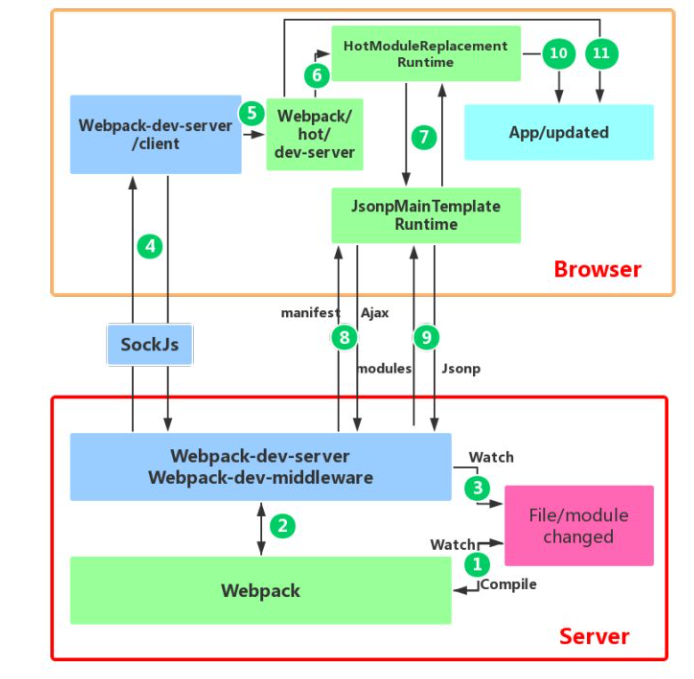 HotModuleReplacement
Runtime
10
11
6
5
Webpack-dev-server
/client
Webpack/
hot/
dev-server
App/updated
7
JsonpMainTemplate
Runtime
4
Browser
manifest
Ajax
SockJs
8
9
modules
Jsonp
Webpack-dev-server
Webpack-dev-middleware
Watch
3
File/module
changed
2
Watch
1
Compile
Webpack
Server